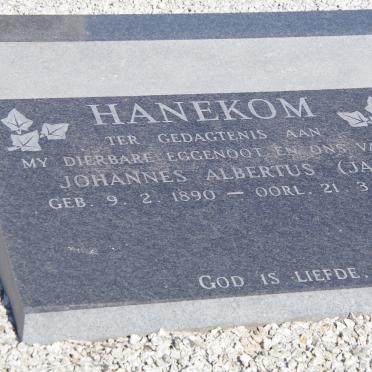 HANEKOM
TER GEDAGTENIS AAN
MY DIERBARE EGGENOOT EN ONS VA
JOHANNES ALBERTUS (JA
GEB. 9. 2. 1890 – OORL. 21. 3
GOD IS LIEFDE.